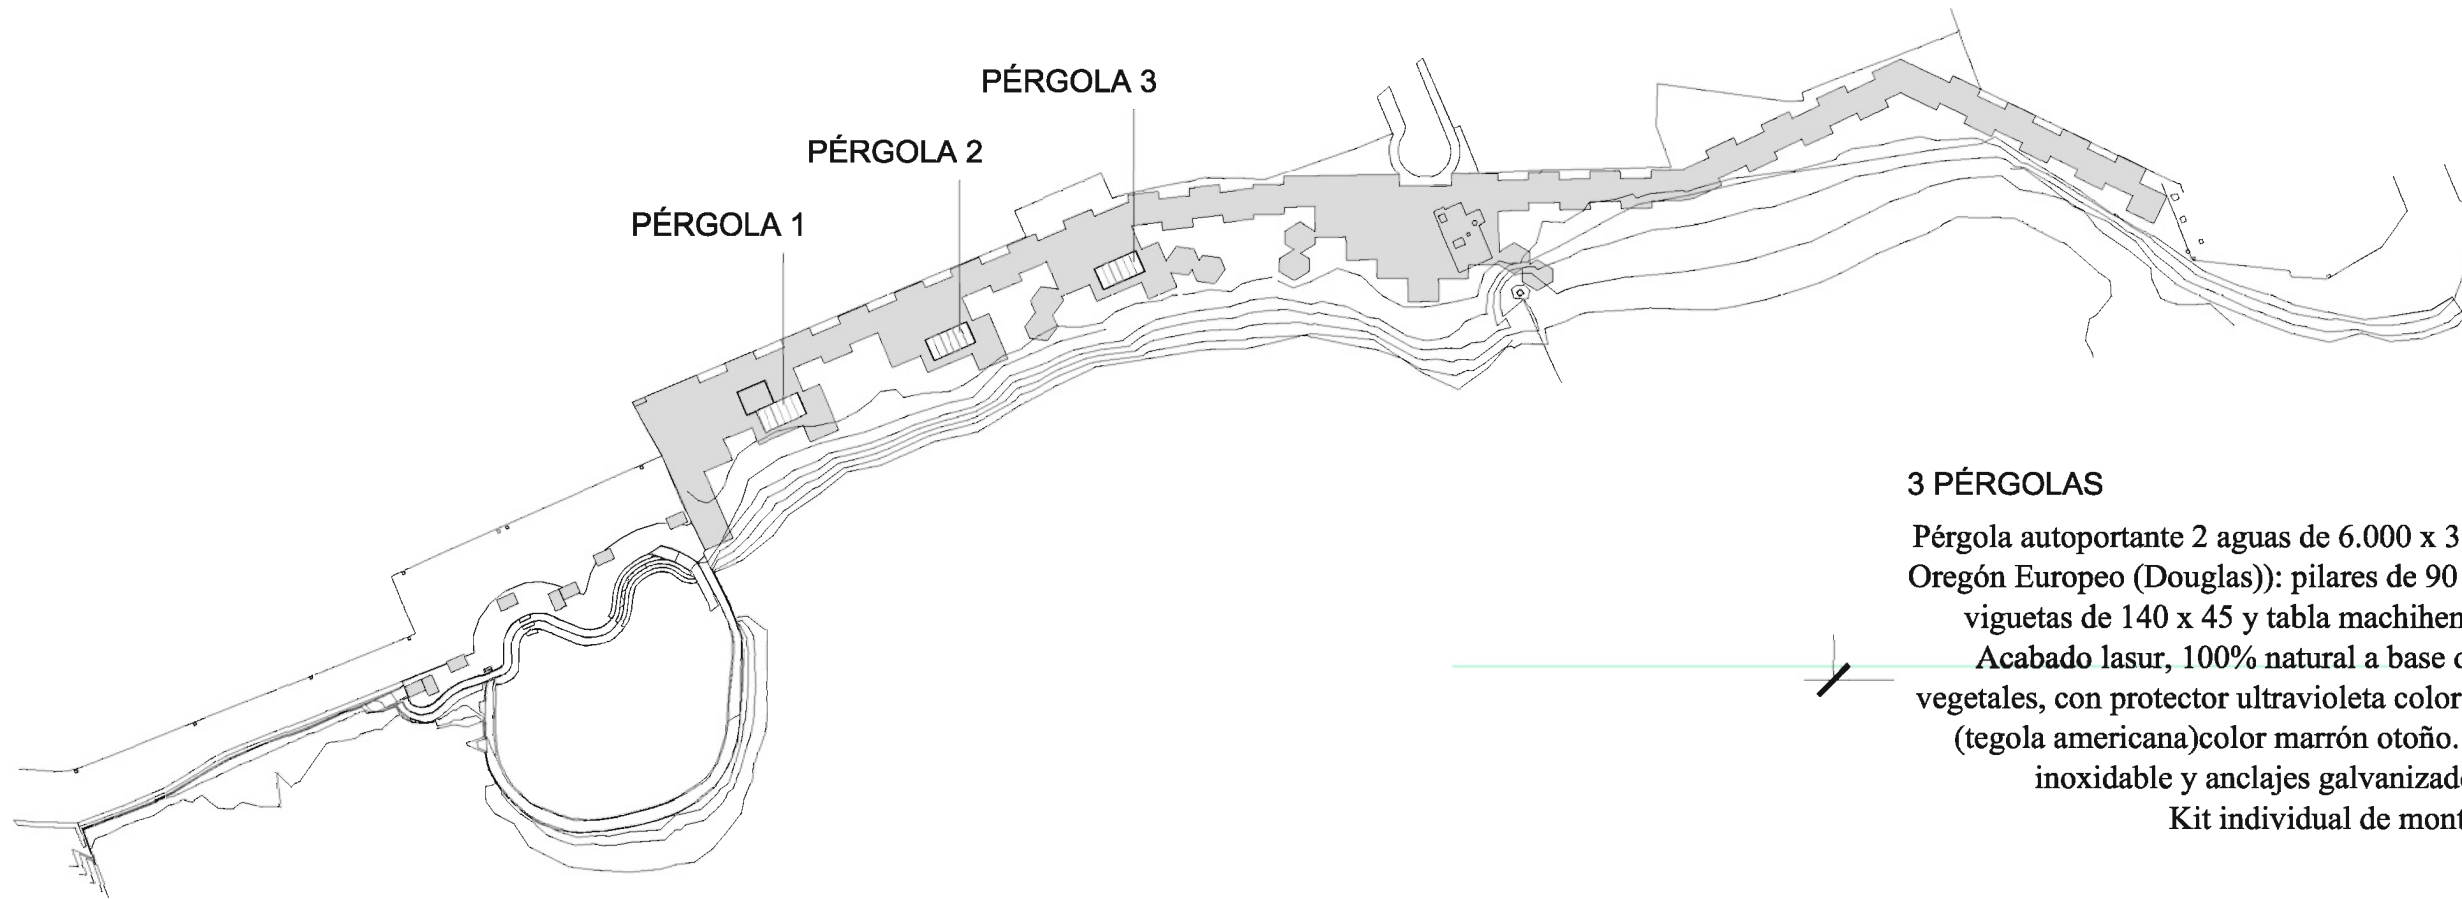 PÉRGOLA 3
PÉRGOLA 2
PÉRGOLA 1
3 PÉRGOLAS
Pérgola autoportante 2 aguas de 6.000 x 3
Oregón Europeo (Douglas)): pilares de 90
viguetas de 140 x 45 y tabla machihen
Acabado lasur, 100% natural a base d
vegetales, con protector ultravioleta color
(tegola americana)color marrón otoño.
inoxidable y anclajes galvanizad
Kit individual de mont